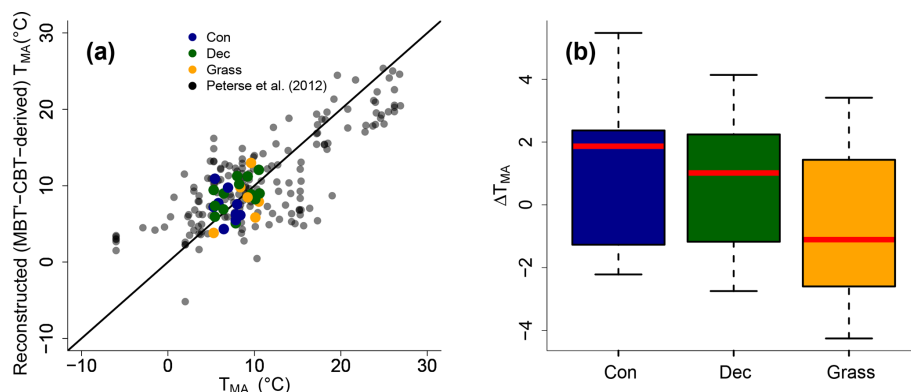 (a)
Con
Dec
Grass
Peterse et al. (2012)
Reconstructed (MBT'−CBT−derived) TMA(°C)
30
20
10
0
−10
−10
0
10
20
30
TMA (°C)
(b)
ΔTMA
4
2
0
−2
−4
Con
Dec
Grass